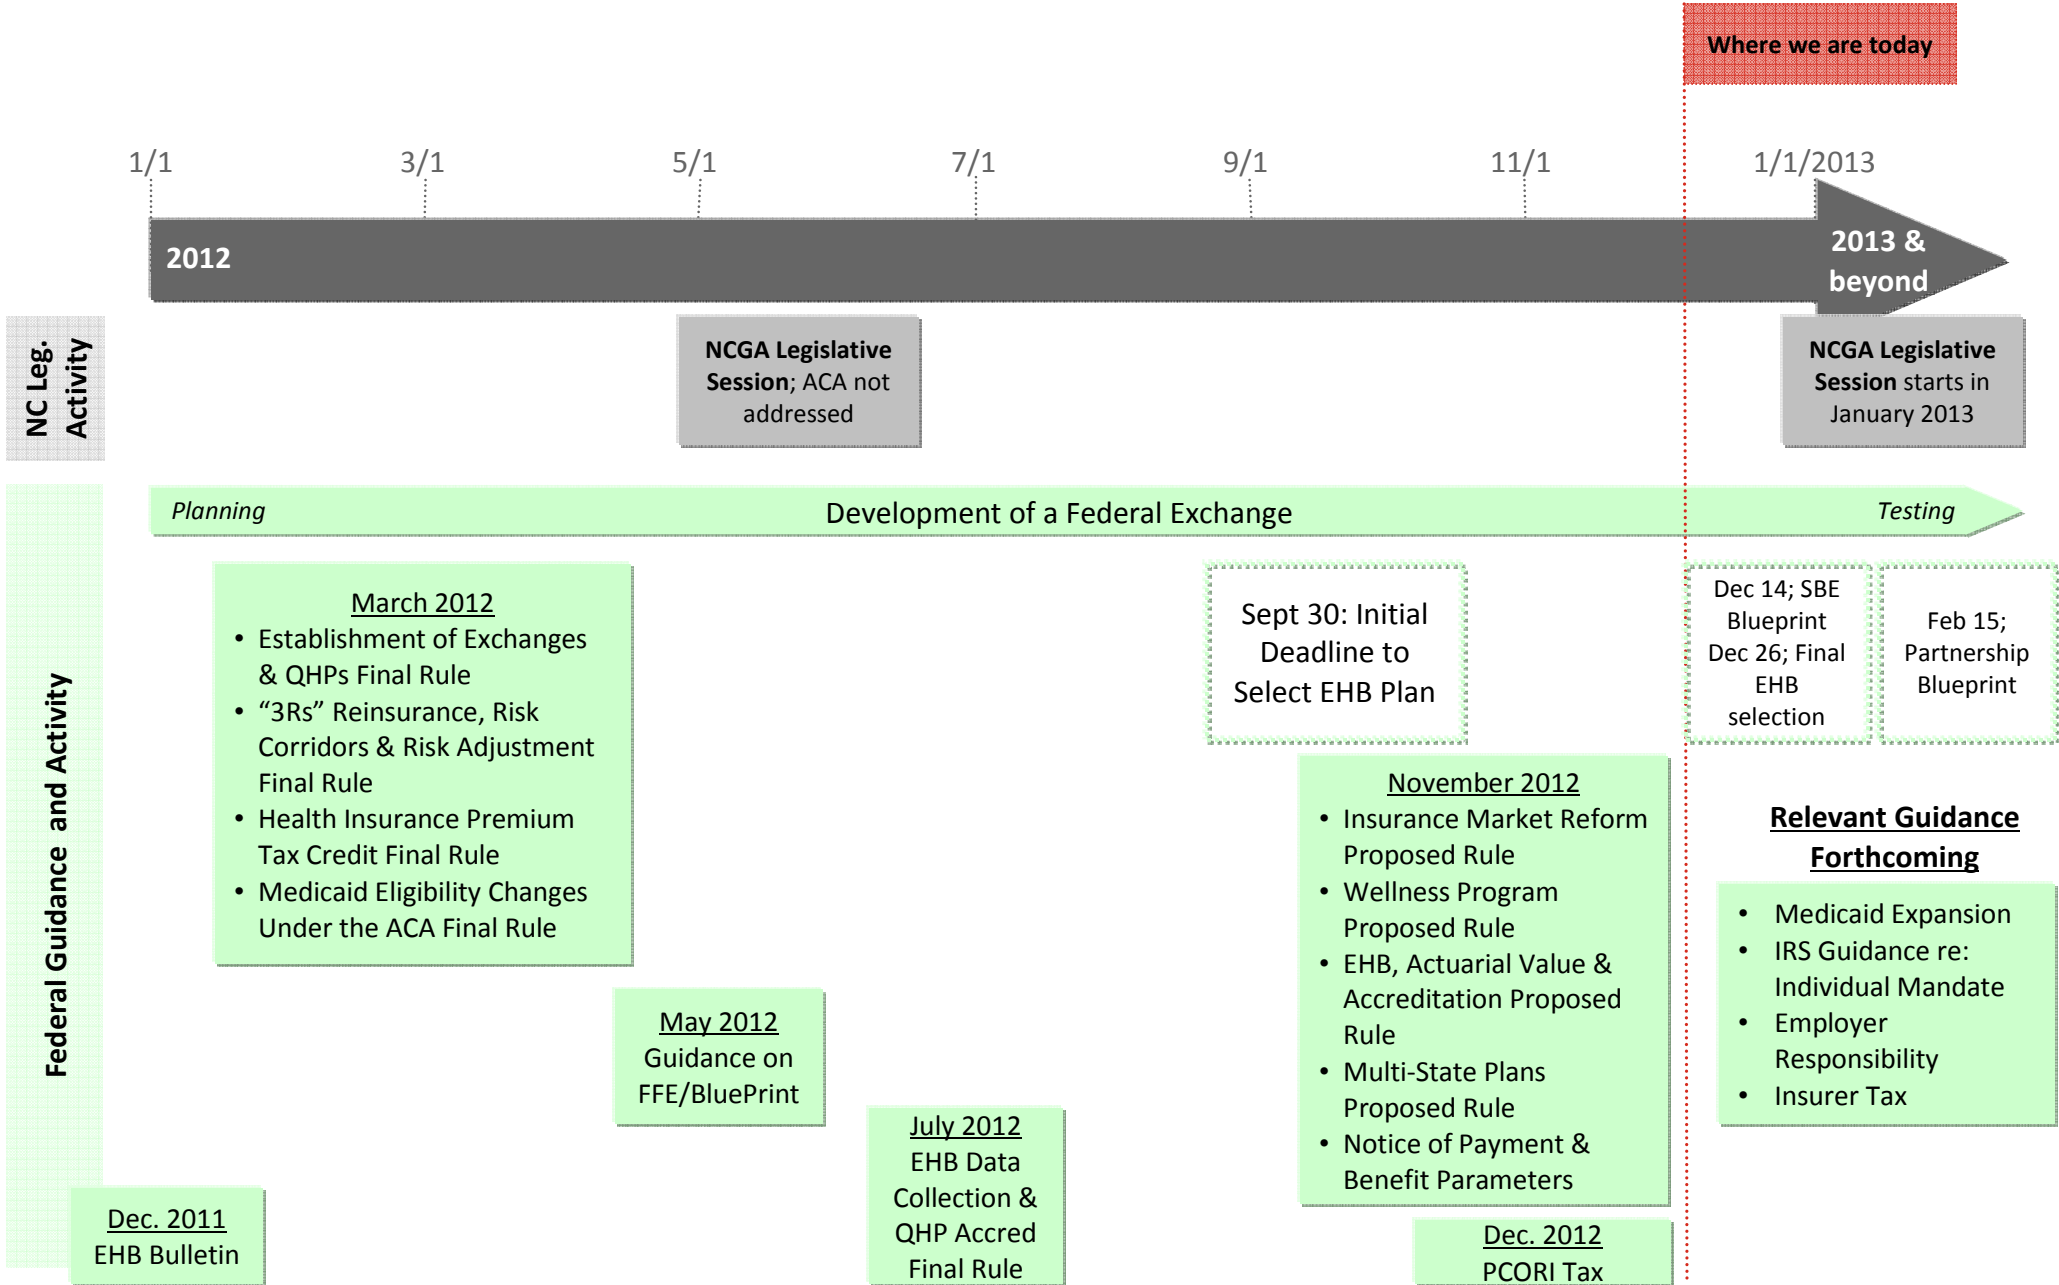 Where we are today
1/1
3/1
5/1
7/1
9/1
11/1
1/1/2013
2012
2013 &
beyond
NC Leg.
Activity
NCGA Legislative
Session; ACA not
addressed
NCGA Legislative
Session starts in
January 2013
Federal Guidance and Activity
Planning
Development of a Federal Exchange
Testing
March 2012
• Establishment of Exchanges
& QHPs Final Rule
• “3Rs” Reinsurance, Risk
Corridors & Risk Adjustment
Final Rule
• Health Insurance Premium
Tax Credit Final Rule
• Medicaid Eligibility Changes
Under the ACA Final Rule
Sept 30: Initial
Deadline to
Select EHB Plan
Dec 14; SBE
Blueprint
Dec 26; Final
EHB
selection
Feb 15;
Partnership
Blueprint
November 2012
• Insurance Market Reform
Proposed Rule
• Wellness Program
Proposed Rule
• EHB, Actuarial Value &
Accreditation Proposed
Rule
• Multi-State Plans
Proposed Rule
• Notice of Payment &
Benefit Parameters
Relevant Guidance
Forthcoming
• Medicaid Expansion
• IRS Guidance re:
Individual Mandate
• Employer
Responsibility
• Insurer Tax
May 2012
Guidance on
FFE/BluePrint
July 2012
EHB Data
Collection &
QHP Accred
Final Rule
Dec. 2011
EHB Bulletin
Dec. 2012
PCORI Tax